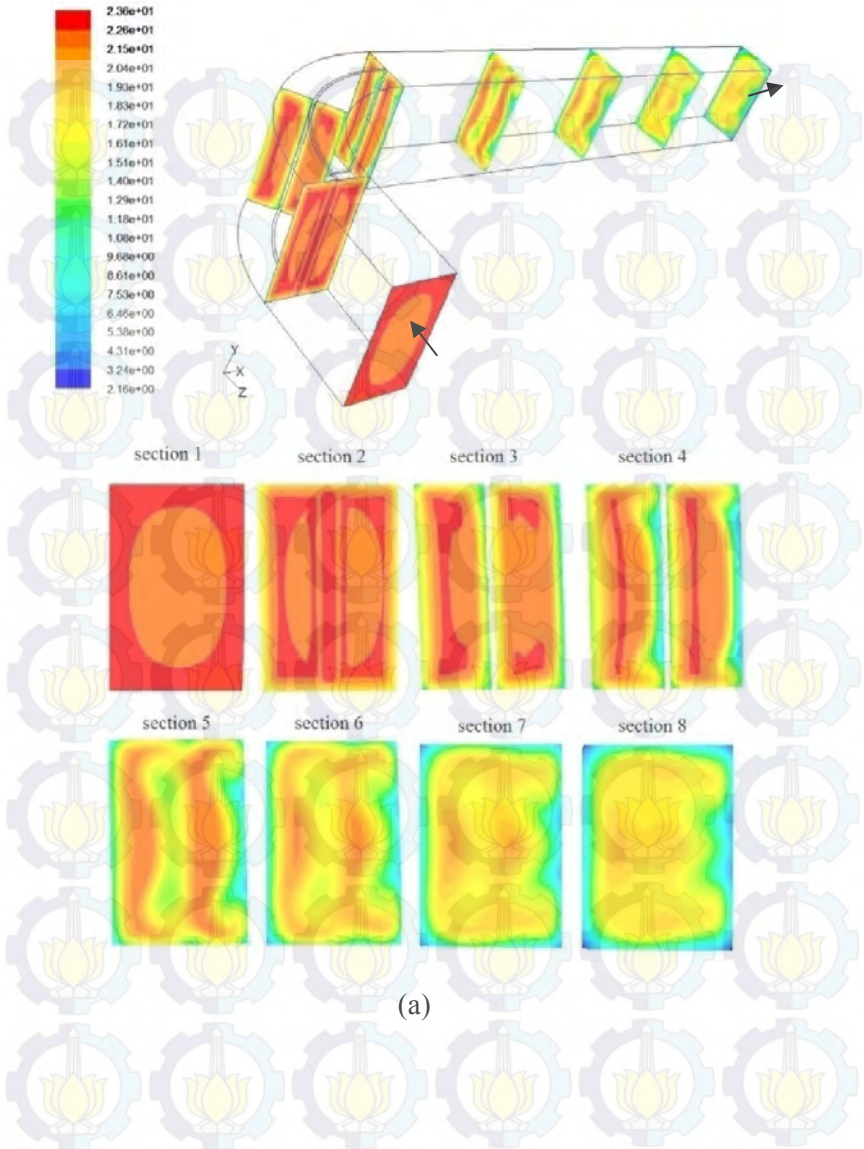 2.36e+01
2.26e+01
2.15e+01
2.04e+01
1.93e+01
1.83e+01
1.72e+01
1.61e+01
1.51e+01
1.40e+01
1.29e+01
1.18e+01
1.08e+01
9.68e+00
8.61e+00
7.53e+00
6.46e+00
5.38e+00
4.31e+00
3.24e+00
2.16e+00
Y
X
Z
section 1 section 2 section 3 section 4
section 5 section 6 section 7 section 8
(a)